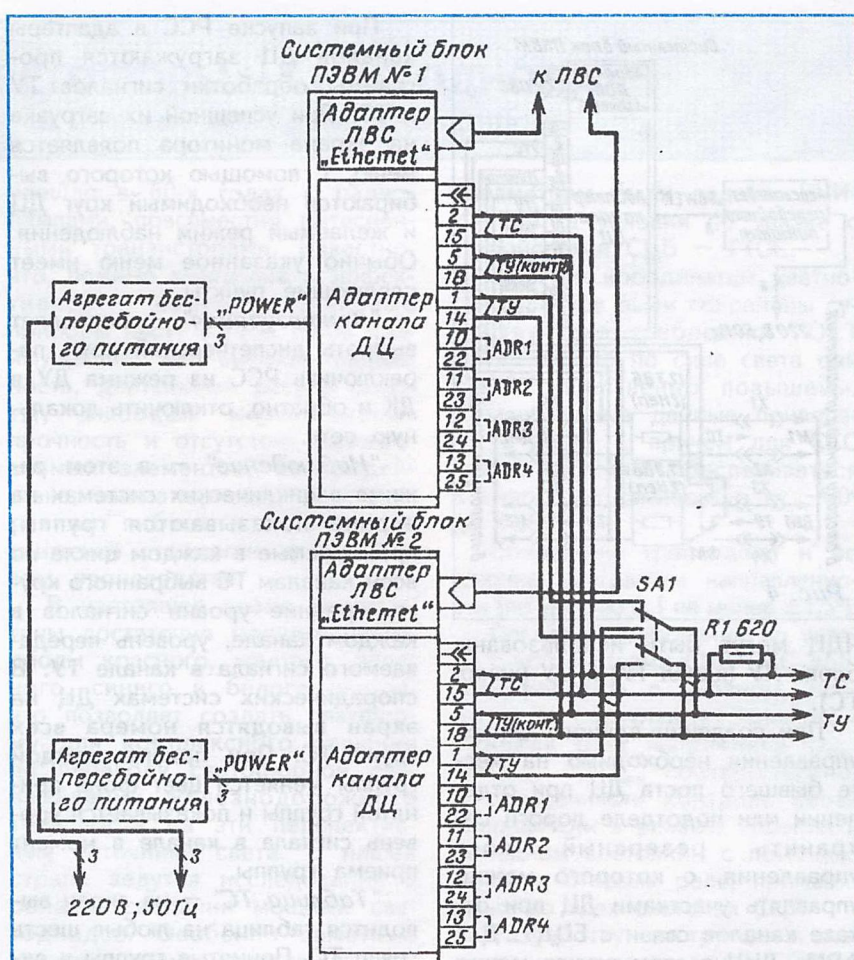 Системный блок
ПЭВМ №1
к ЛВС
Адаптер
ЛВС
„Ethernet"
≪
2
15
ТС
5
18
ТУ(контр)
1
14
ТУ
Адаптер
канала
ДЦ
10
22
ADR1
11
23
ADR2
12
24
ADR3
13
25
ADR4
Агрегат бес-
перебойно-
го питания
„POWER"
3
Системный блок
ПЭВМ №2
Адаптер
ЛВС
„Ethernet"
SA1
R1 620
≪
2
15
ТС
5
18
ТУ(конт.)
1
14
ТУ
ТС
ТУ
Адаптер
канала
ДЦ
10
22
ADR1
11
23
ADR2
12
24
ADR3
13
25
ADR4
Агрегат бес-
перебойно-
го питания
„POWER"
3
3
3
220В; 50Гц